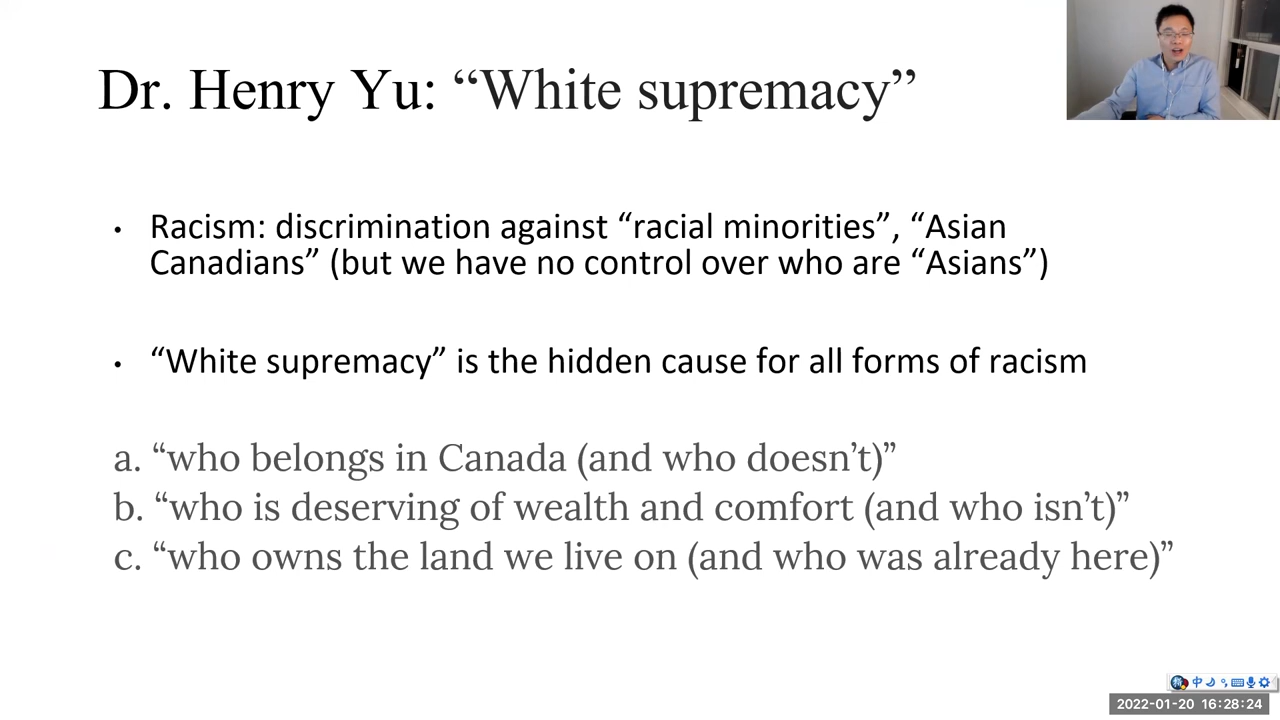 Dr. Henry Yu: “White supremacy”
• Racism: discrimination against “racial minorities”, “Asian
Canadians” (but we have no control over who are “Asians”)
• “White supremacy” is the hidden cause for all forms of racism
a. “who belongs in Canada (and who doesn’t)”
b. “who is deserving of wealth and comfort (and who isn’t)”
c. “who owns the land we live on (and who was already here)”
中
2022-01-20 16:28:24